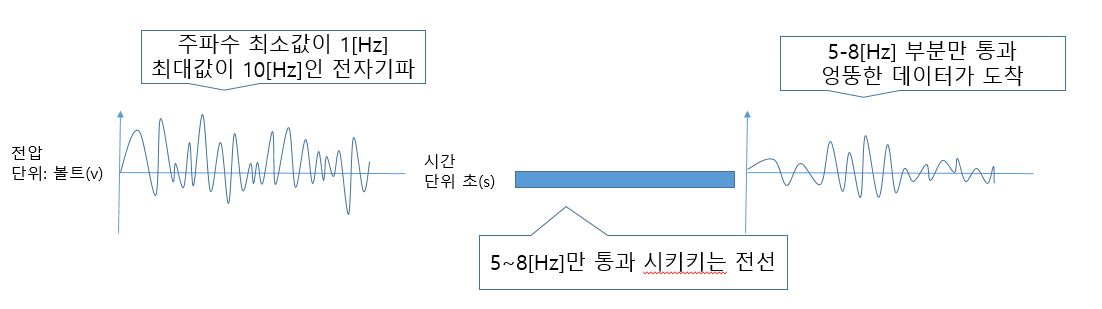 주파수 최소값이 1[Hz]
최대값이 10[Hz]인 전자기파
5-8[Hz] 부분만 통과
엉뚱한 데이터가 도착
전압
단위: 볼트(v)
시간
단위 초(s)
5~8[Hz]만 통과 시키키는 전선